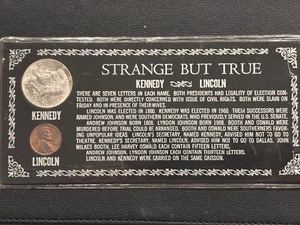 STRANGE BUT TRUE
KENNEDY LINCOLN
THERE ARE SEVEN LETTERS IN EACH NAME. BOTH PRESIDENTS HAD LEGALITY OF ELECTION CON-
TESTED. BOTH WERE DIRECTLY CONCERNED WITH ISSUE OF CIVIL RIGHTS. BOTH WERE SLAIN ON
FRIDAY AND IN PRESENCE OF THEIR WIVES.
LINCOLN WAS ELECTED IN 1860. KENNEDY WAS ELECTED IN 1960. THEIR SUCCESSORS WERE
NAMED JOHNSON, AND WERE SOUTHERN DEMOCRATS WHO PREVIOUSLY SERVED IN THE U.S. SENATE.
ANDREW JOHNSON BORN 1808. LYNDON JOHNSON BORN 1908. BOOTH AND OSWALD WERE
MURDERED BEFORE TRIAL COULD BE ARRANGED. BOOTH AND OSWALD WERE SOUTHERNERS FAVOR-
ING UNPOPULAR IDEAS. LINCOLN'S SECRETARY, NAMED KENNEDY, ADVISED HIM NOT TO GO TO
THEATRE. KENNEDY'S SECRETARY, NAMED LINCOLN, ADVISED HIM NOT TO GO TO DALLAS. JOHN
WILKES BOOTH, LEE HARVEY OSWALD EACH CONTAIN FIFTEEN LETTERS.
ANDREW JOHNSON, LYNDON JOHNSON EACH CONTAIN THIRTEEN LETTERS.
LINCOLN AND KENNEDY WERE CARRIED ON THE SAME CAISSON.
KENNEDY
LINCOLN